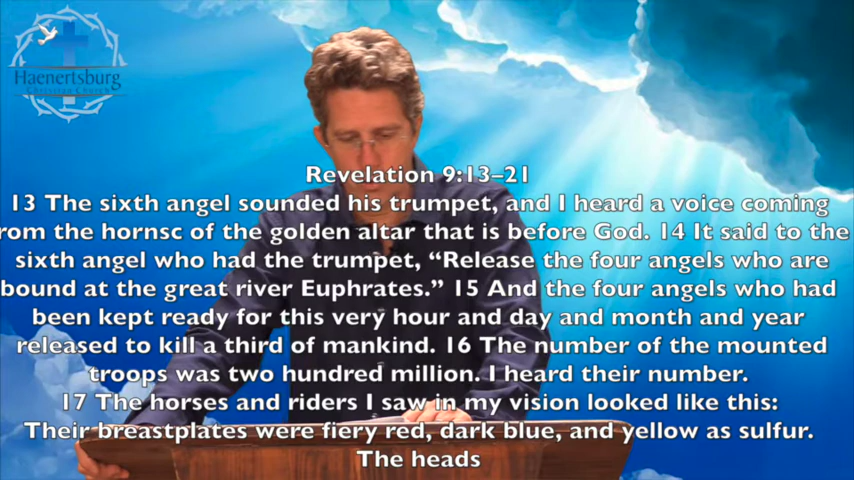 Haenertsburg
Christian Church
Revelation 9:13–21
13 The sixth angel sounded his trumpet, and I heard a voice coming
rom the hornsc of the golden altar that is before God. 14 It said to the
sixth angel who had the trumpet, “Release the four angels who are
bound at the great river Euphrates.” 15 And the four angels who had
been kept ready for this very hour and day and month and year
released to kill a third of mankind. 16 The number of the mounted
troops was two hundred million. I heard their number.
17 The horses and riders I saw in my vision looked like this:
Their breastplates were fiery red, dark blue, and yellow as sulfur.
The heads